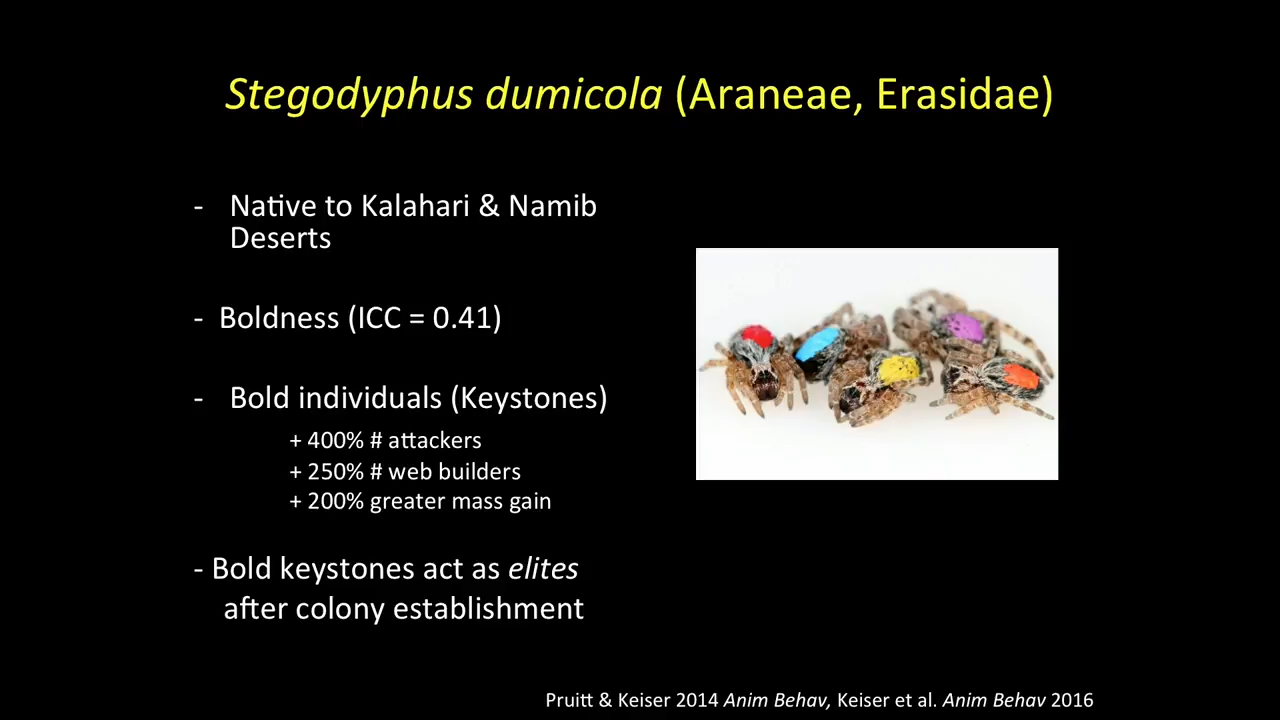 Stegodyphus dumicola (Araneae, Erasidae)
- Native to Kalahari & Namib
Deserts
- Boldness (ICC = 0.41)
- Bold individuals (Keystones)
+ 400% # attackers
+ 250% # web builders
+ 200% greater mass gain
- Bold keystones act as elites
after colony establishment
Pruitt & Keiser 2014 Anim Behav, Keiser et al. Anim Behav 2016